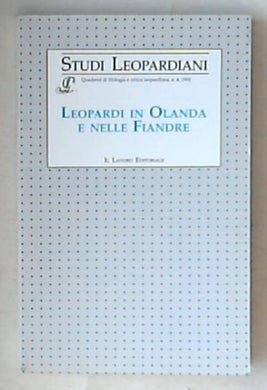 STUDI LEOPARDIANI
Quaderni di filologia e critica leopardiana, n. 4, 1992
LEOPARDI IN OLANDA
E NELLE FIANDRE
IL LAVORO EDITORIALE